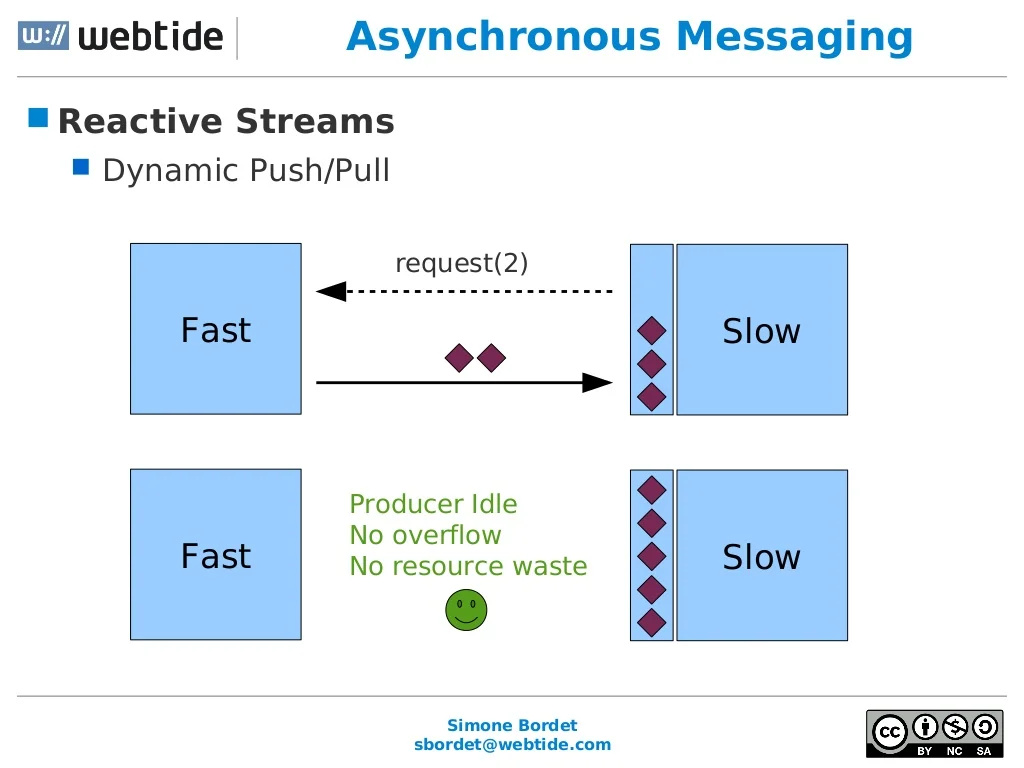 w:// webtide
Asynchronous Messaging
Reactive Streams
Dynamic Push/Pull
request(2)
Fast
Slow
Producer Idle
No overflow
No resource waste
Fast
Slow
Simone Bordet
sbordet@webtide.com
cc
BY NC SA